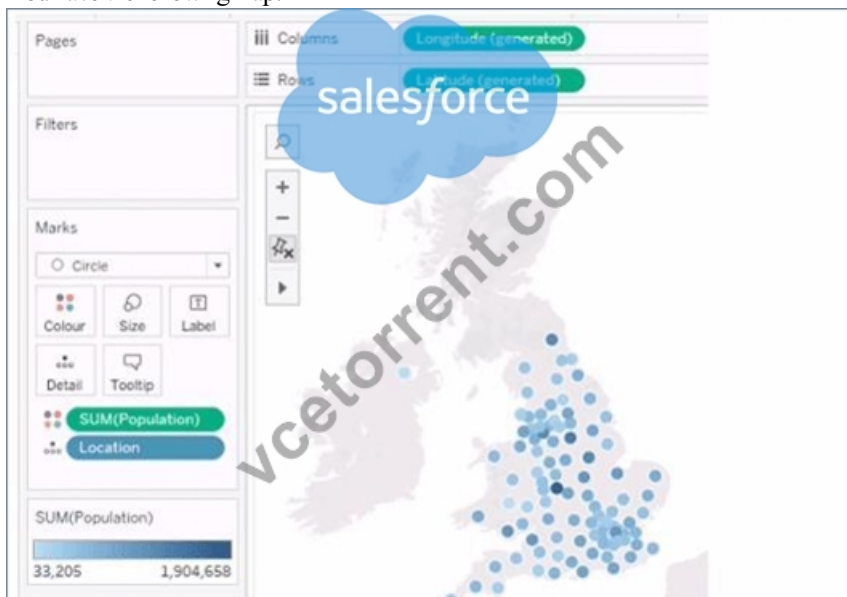 Pages
iii Columns
Longitude (generated)
Rows
Latitude (generated)
salesforce
Filters
Marks
Circle
Colour
Size
Label
Detail
Tooltip
SUM(Population)
Location
SUM(Population)
33,205
1,904,658
vcetorrent.com